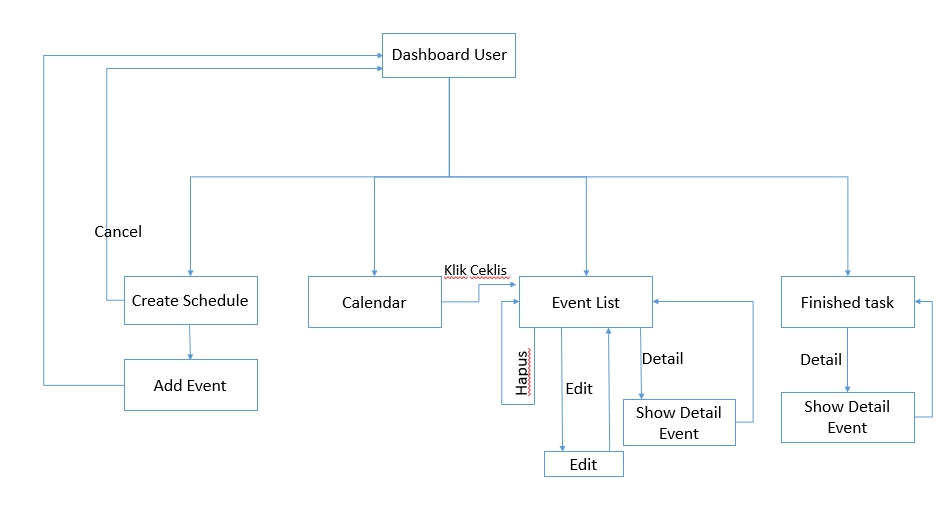 Dashboard User
Cancel
Create Schedule
Add Event
Calendar
Klik Ceklis
Event List
Hapus
Edit
Edit
Detail
Show Detail
Event
Finished task
Detail
Show Detail
Event